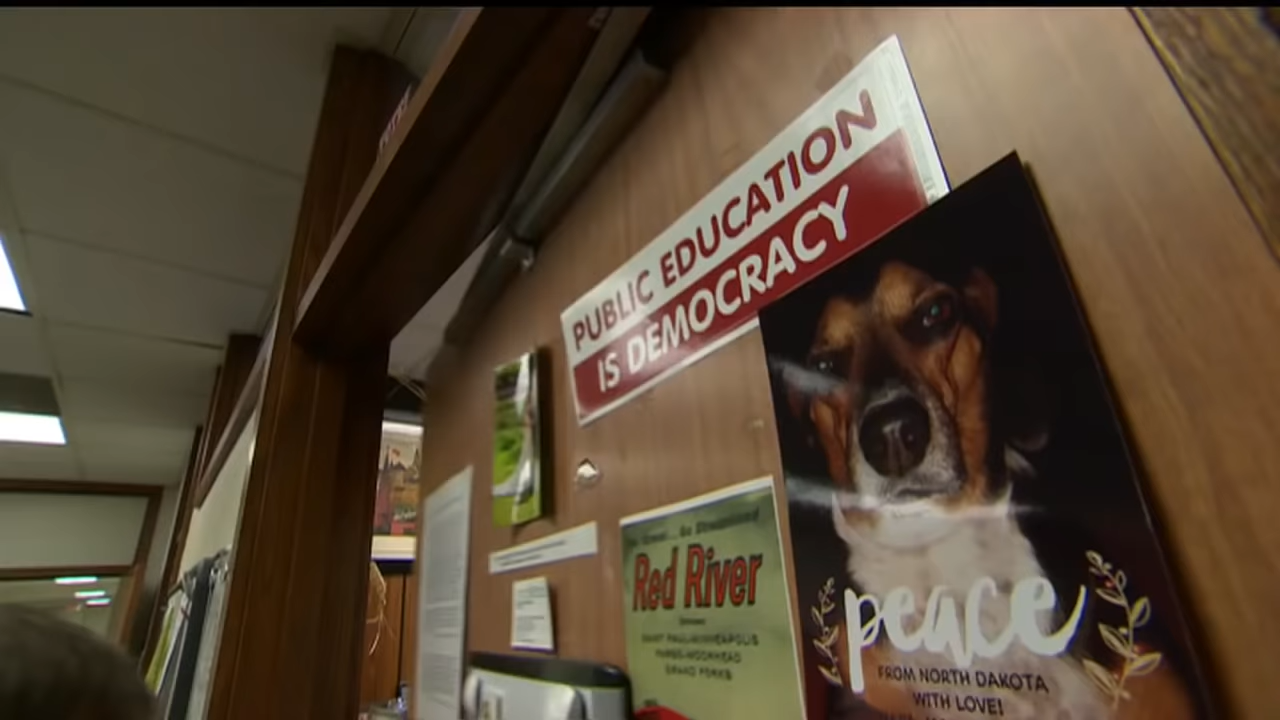 PUBLIC EDUCATION
IS DEMOCRACY
Red River
SAINT PAUL-MINNEAPOLIS
FARGO-MOORHEAD
GRAND FORKS
peace
FROM NORTH DAKOTA
WITH LOVE!